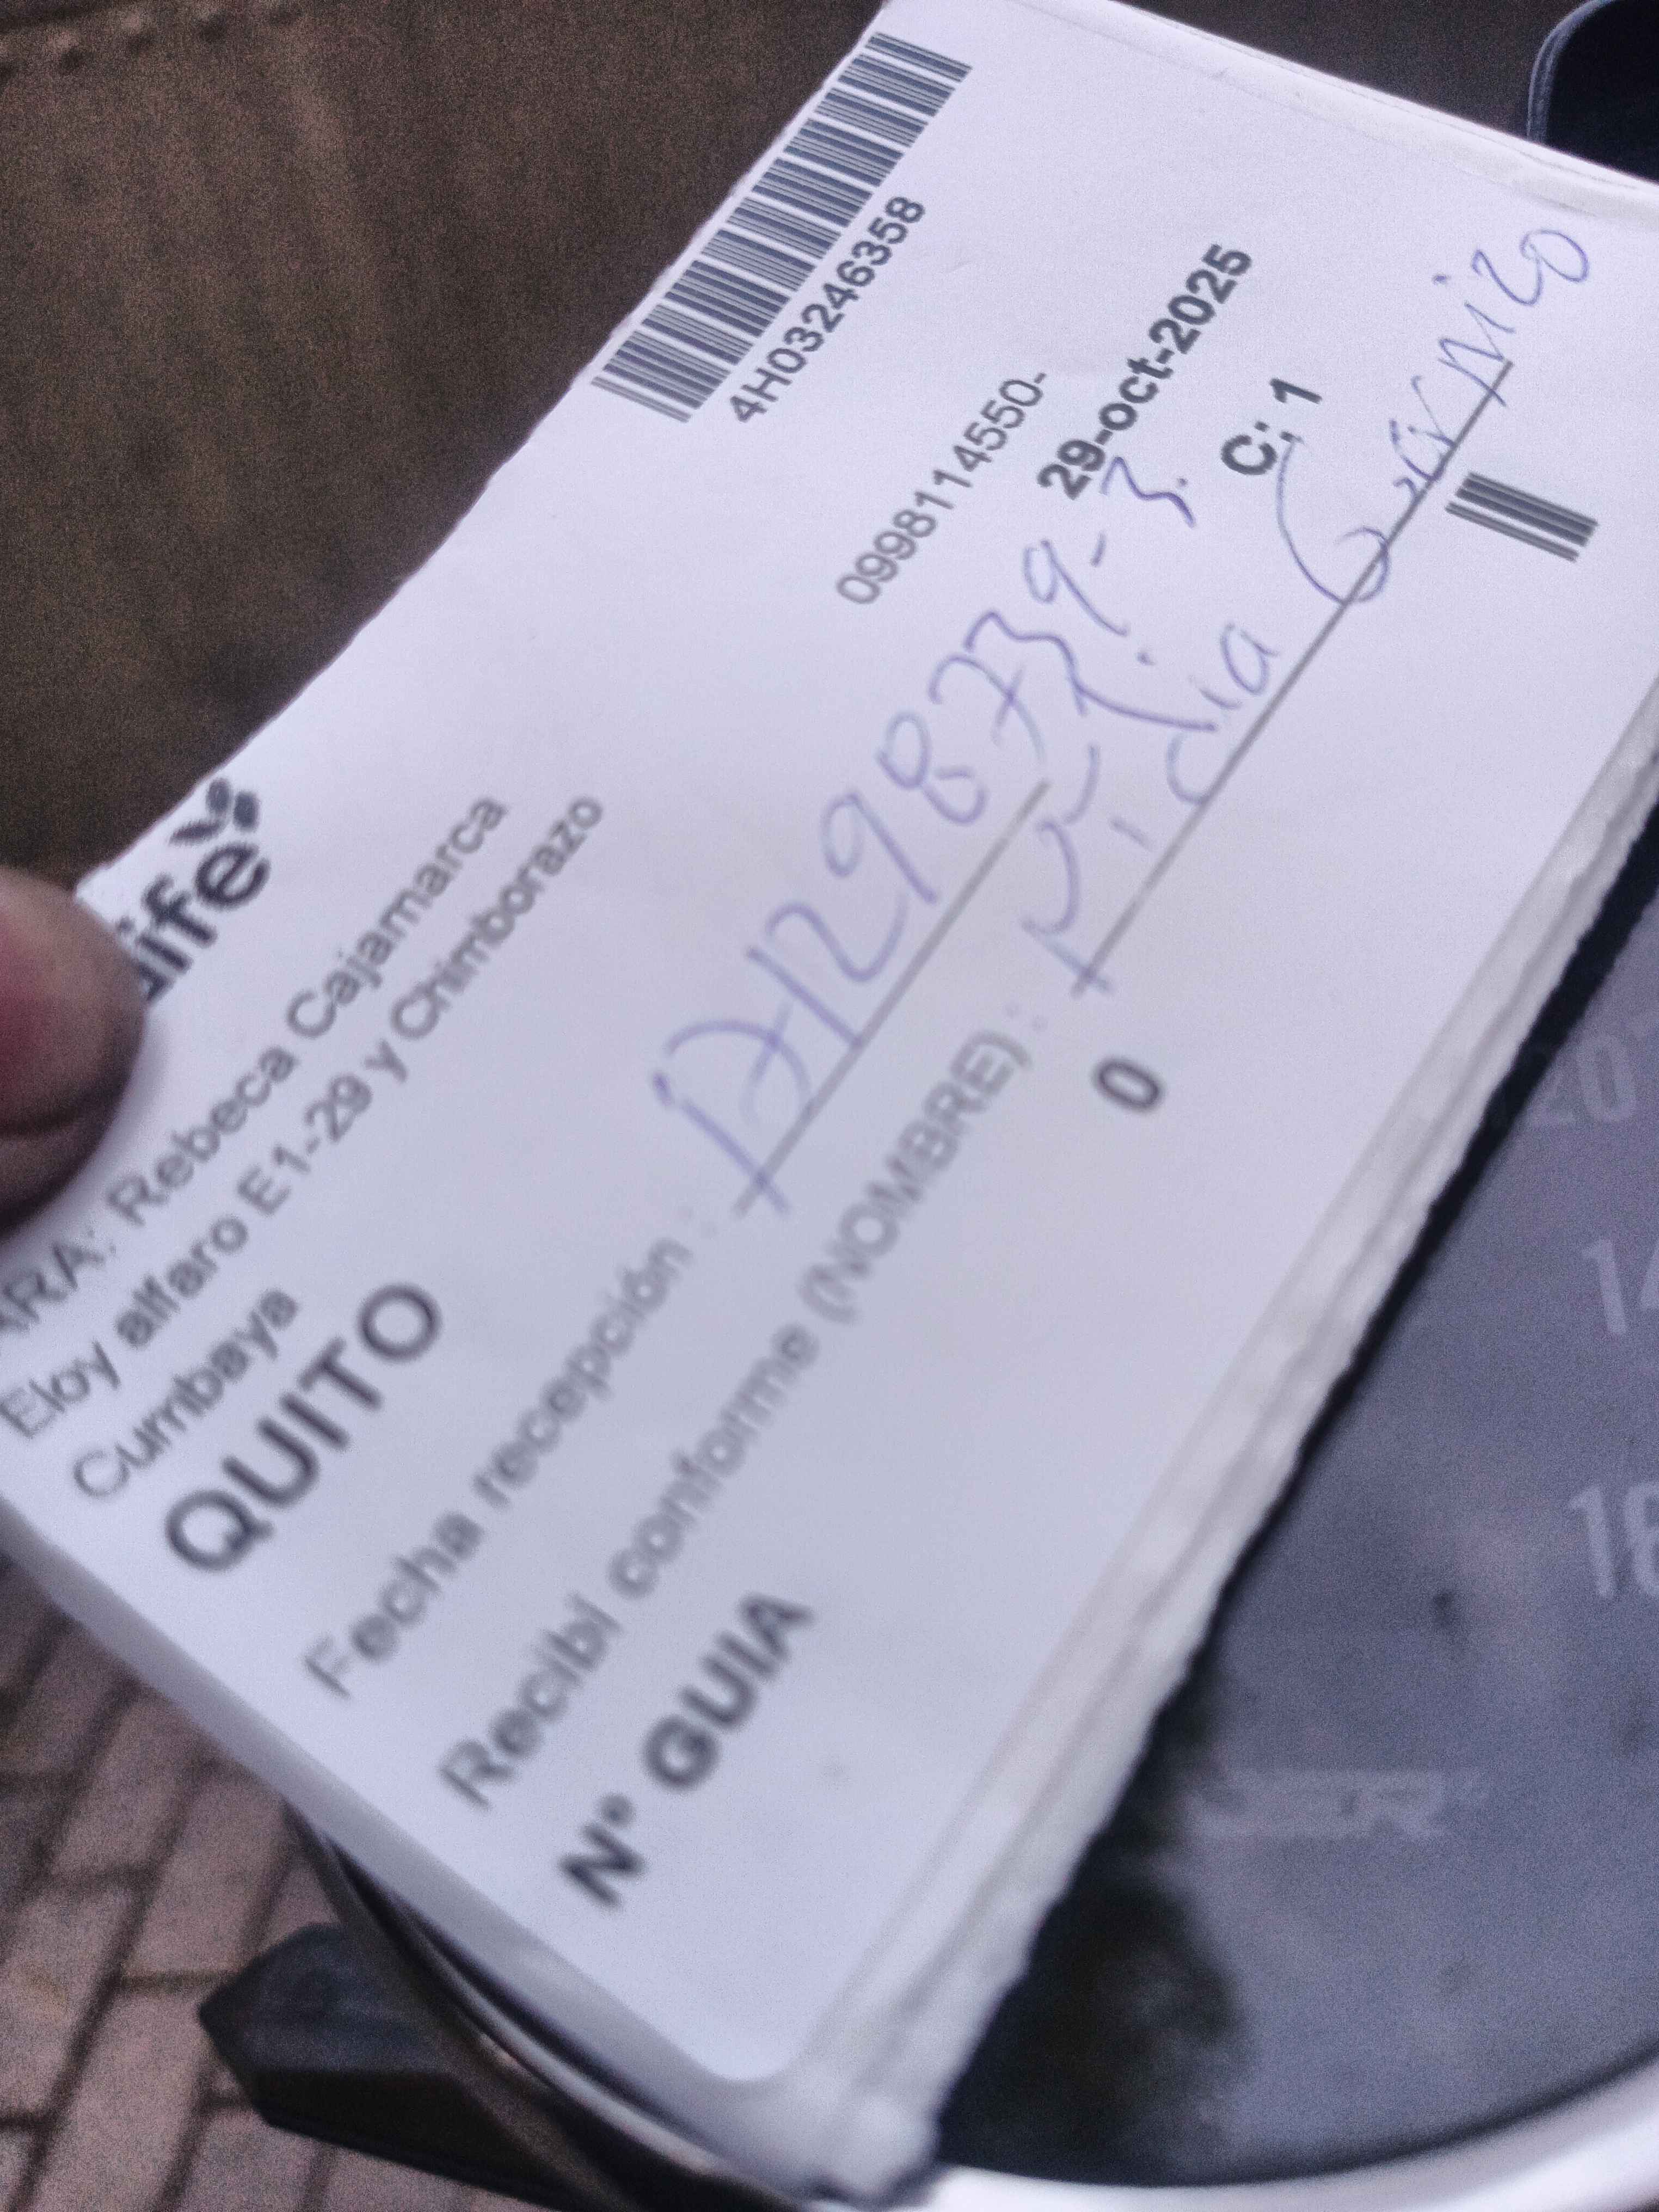 life
4H03246358
ARA: Rebeca Cajamarca
Eloy alfaro E1-29 y Chimborazo
0998114550-
Cumbaya
QUITO
29-oct-2025
Fecha recepción :
C: 1
Recibi conforme (NOMBRE) :
N° GUIA
0